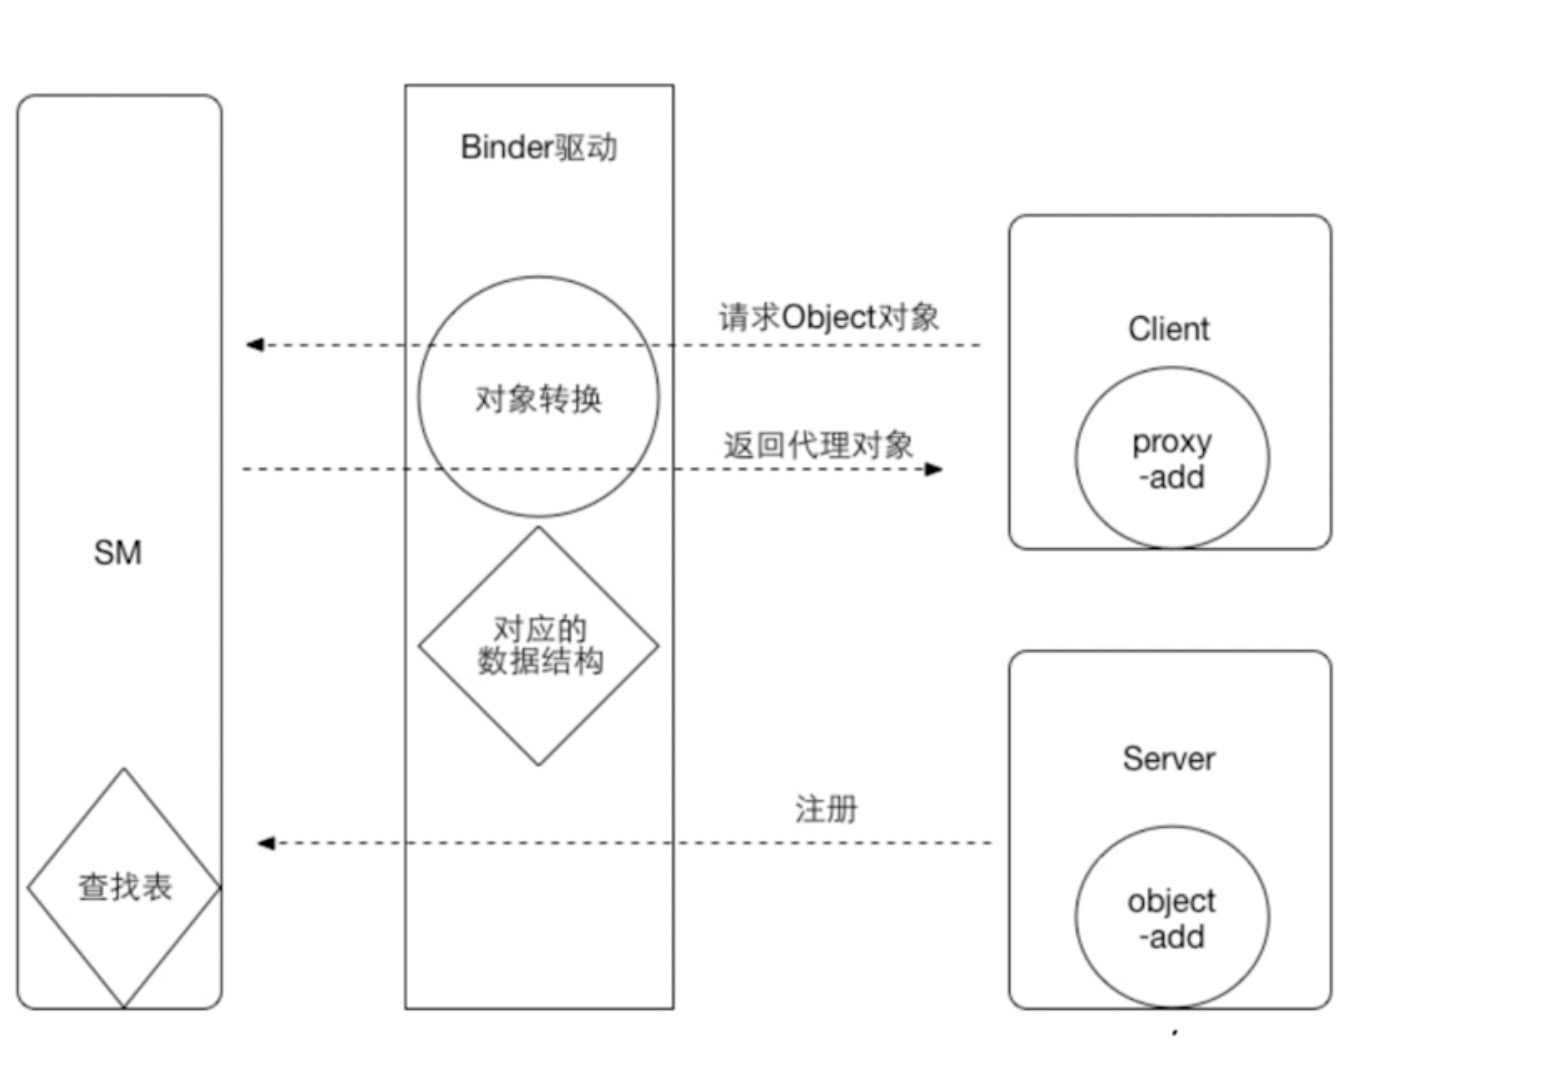 Binder驱动
请求Object对象
Client
对象转换
返回代理对象
proxy
-add
SM
对应的
数据结构
Server
注册
查找表
object
-add